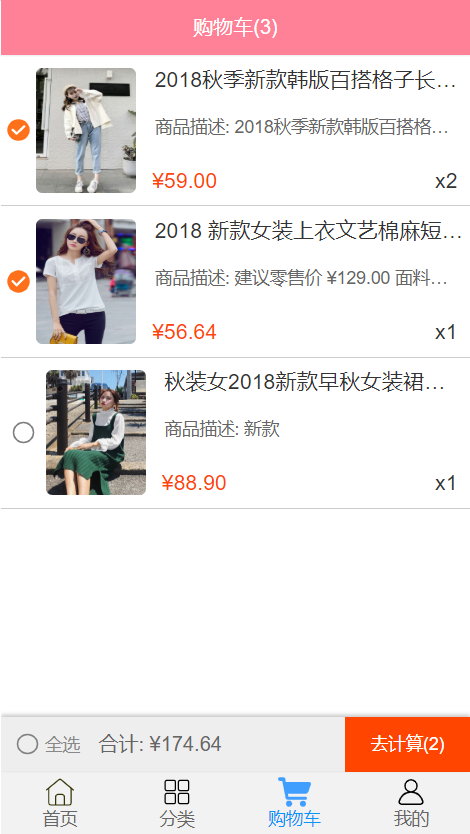 购物车(3)
2018秋季新款韩版百搭格子长…
商品描述: 2018秋季新款韩版百搭格…
¥59.00 x2
2018 新款女装上衣文艺棉麻短…
商品描述: 建议零售价 ¥129.00 面料…
¥56.64 x1
秋装女2018新款早秋女装裙…
商品描述: 新款
¥88.90 x1
全选 合计: ¥174.64 去计算(2)
首页 分类 购物车 我的